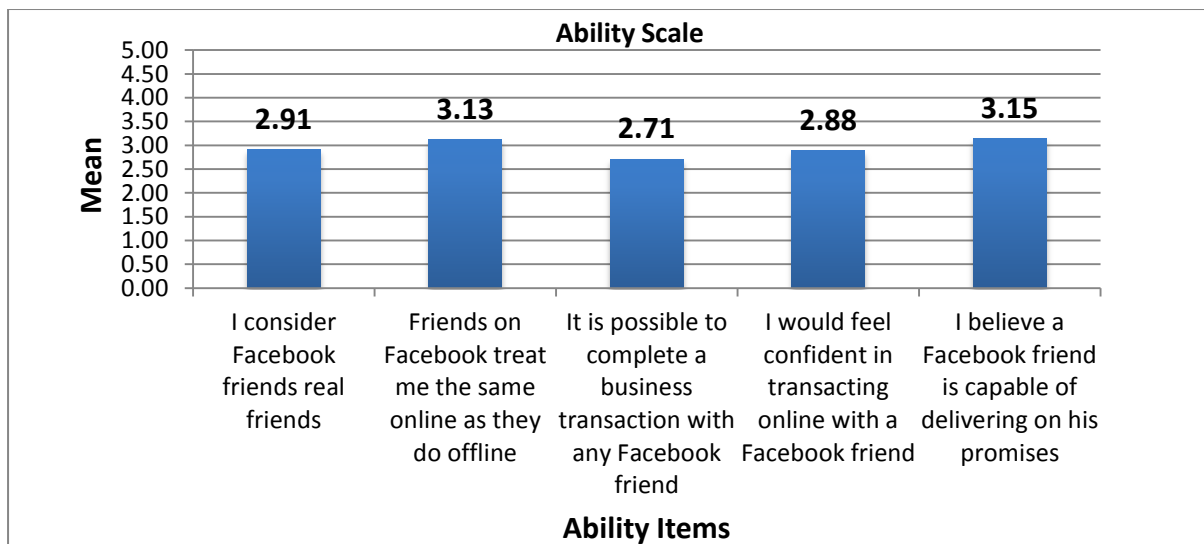 Ability Scale
5.00
4.50
4.00
3.50
3.00
2.50
2.00
1.50
1.00
0.50
0.00
Mean
2.91
3.13
2.71
2.88
3.15
I consider
Facebook
friends real
friends
Friends on
Facebook treat
me the same
online as they
do offline
It is possible to
complete a
business
transaction with
any Facebook
friend
I would feel
confident in
transacting
online with a
Facebook friend
I believe a
Facebook friend
is capable of
delivering on his
promises
Ability Items